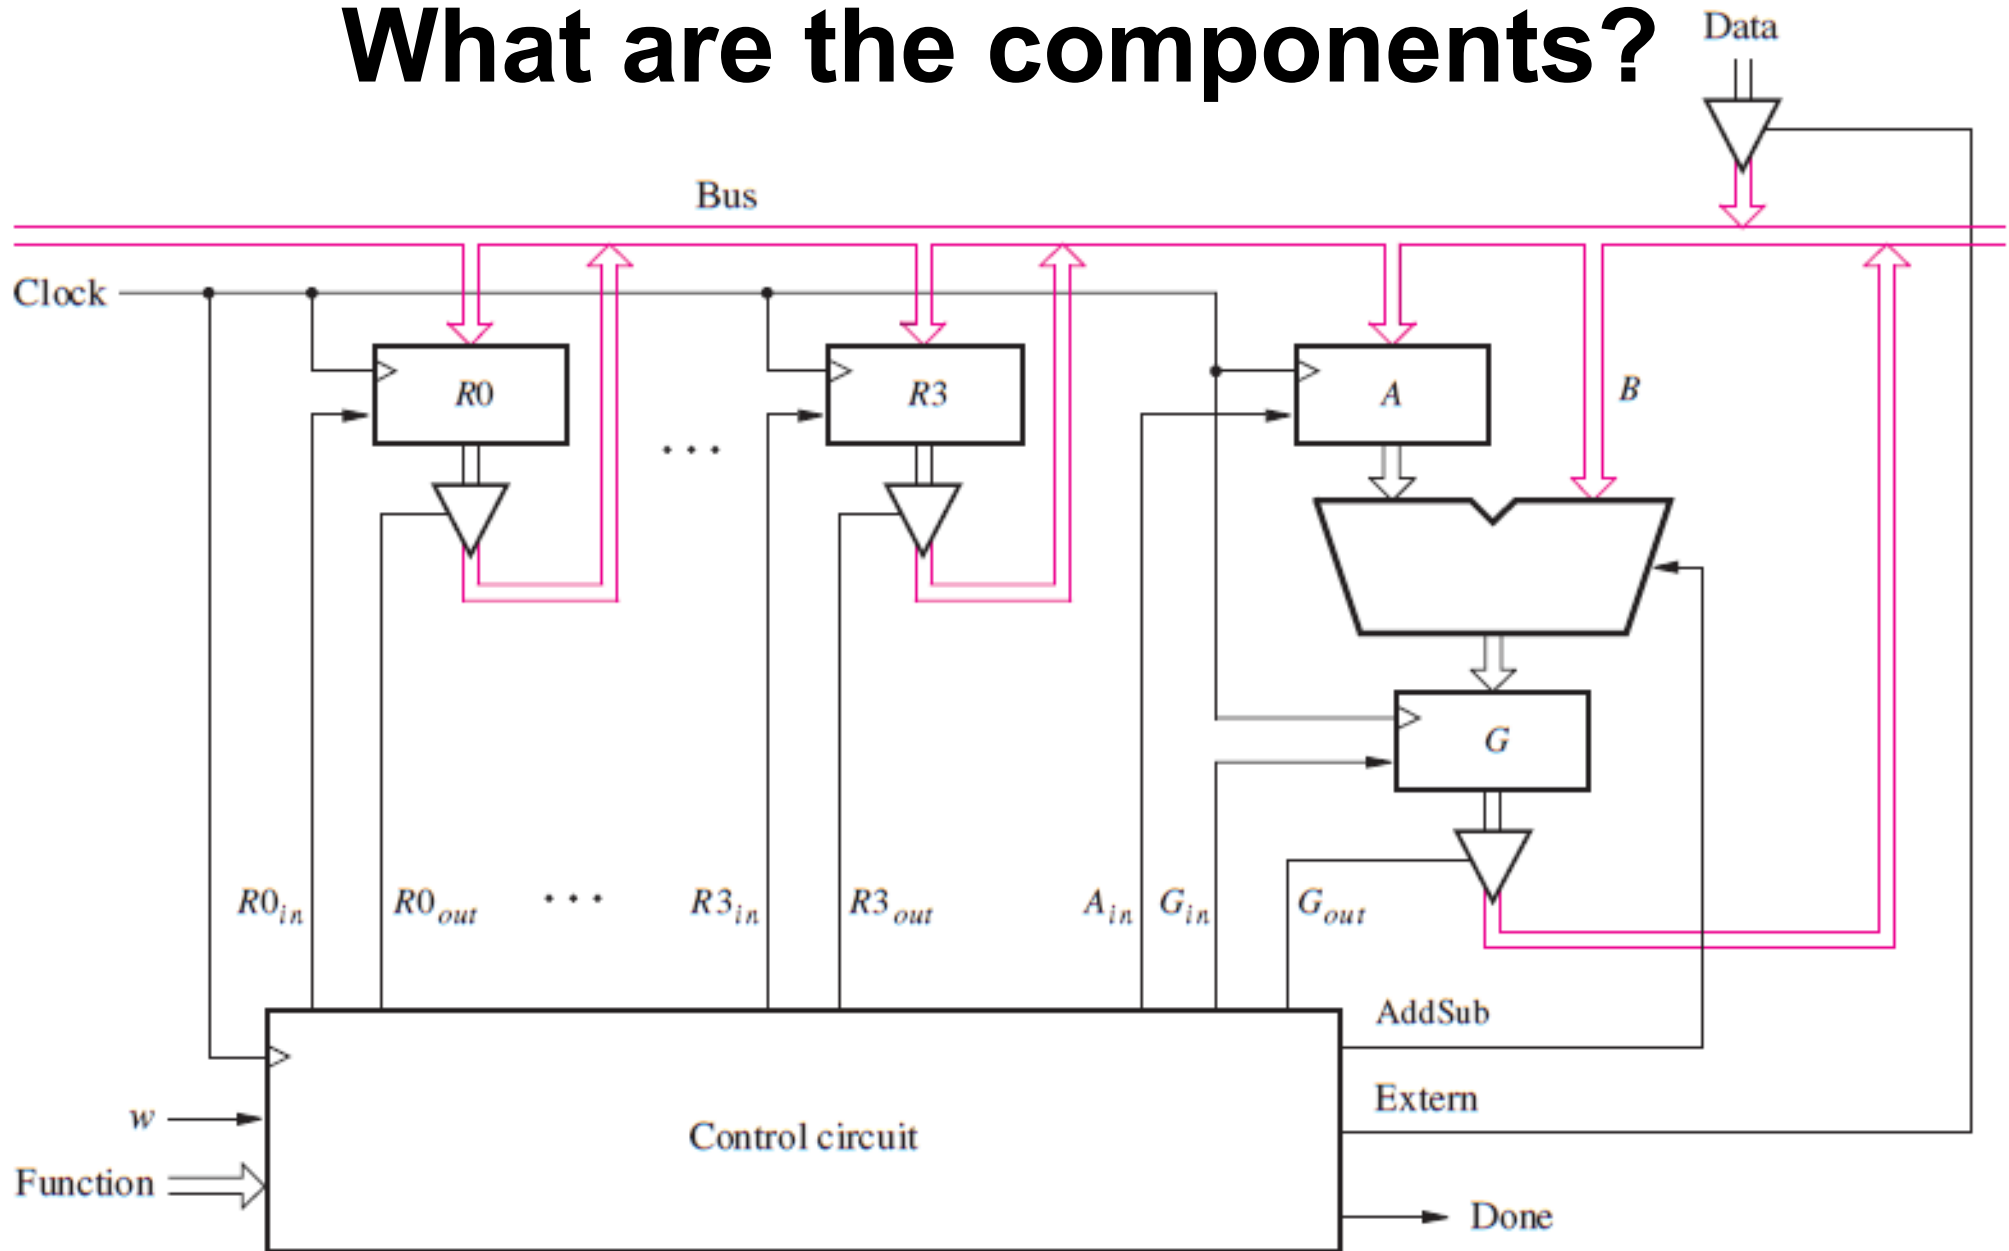 What are the components?
Data
Bus
Clock
R0
R3
A
B
. . .
G
R0in
R0out
. . .
R3in
R3out
Ain
Gin
Gout
AddSub
Extern
w
Control circuit
Function
Done